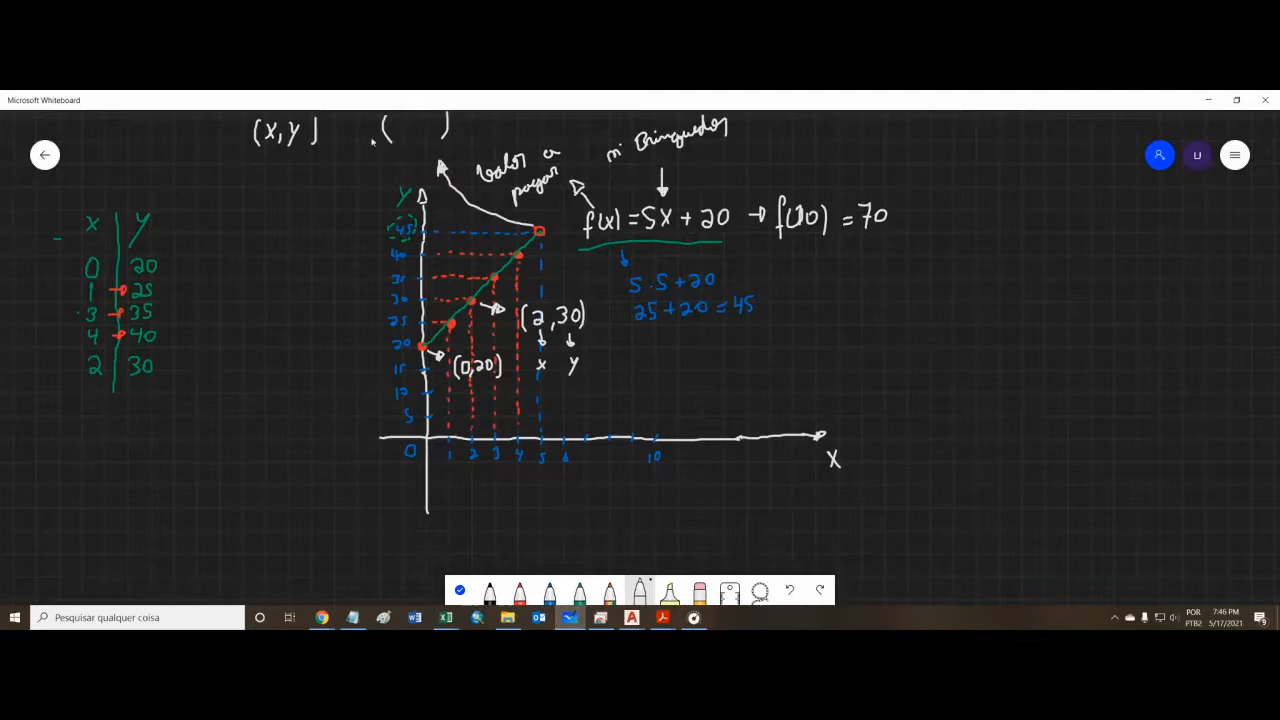 Microsoft Whiteboard
(x,y) , ( )
valor a
pagar
nº Brinquedos
f(x) = 5x + 20 → f(10) = 70
5 . 5 + 20
25 + 20 = 45
x y
0 20
1 25
3 35
4 40
2 30
Y
45
40
35
30
25
20
15
10
5
0
(2, 30)
x y
(0, 20)
1 2 3 4 5 6 10
X
Pesquisar qualquer coisa
POR
PTB2
7:46 PM
5/17/2021